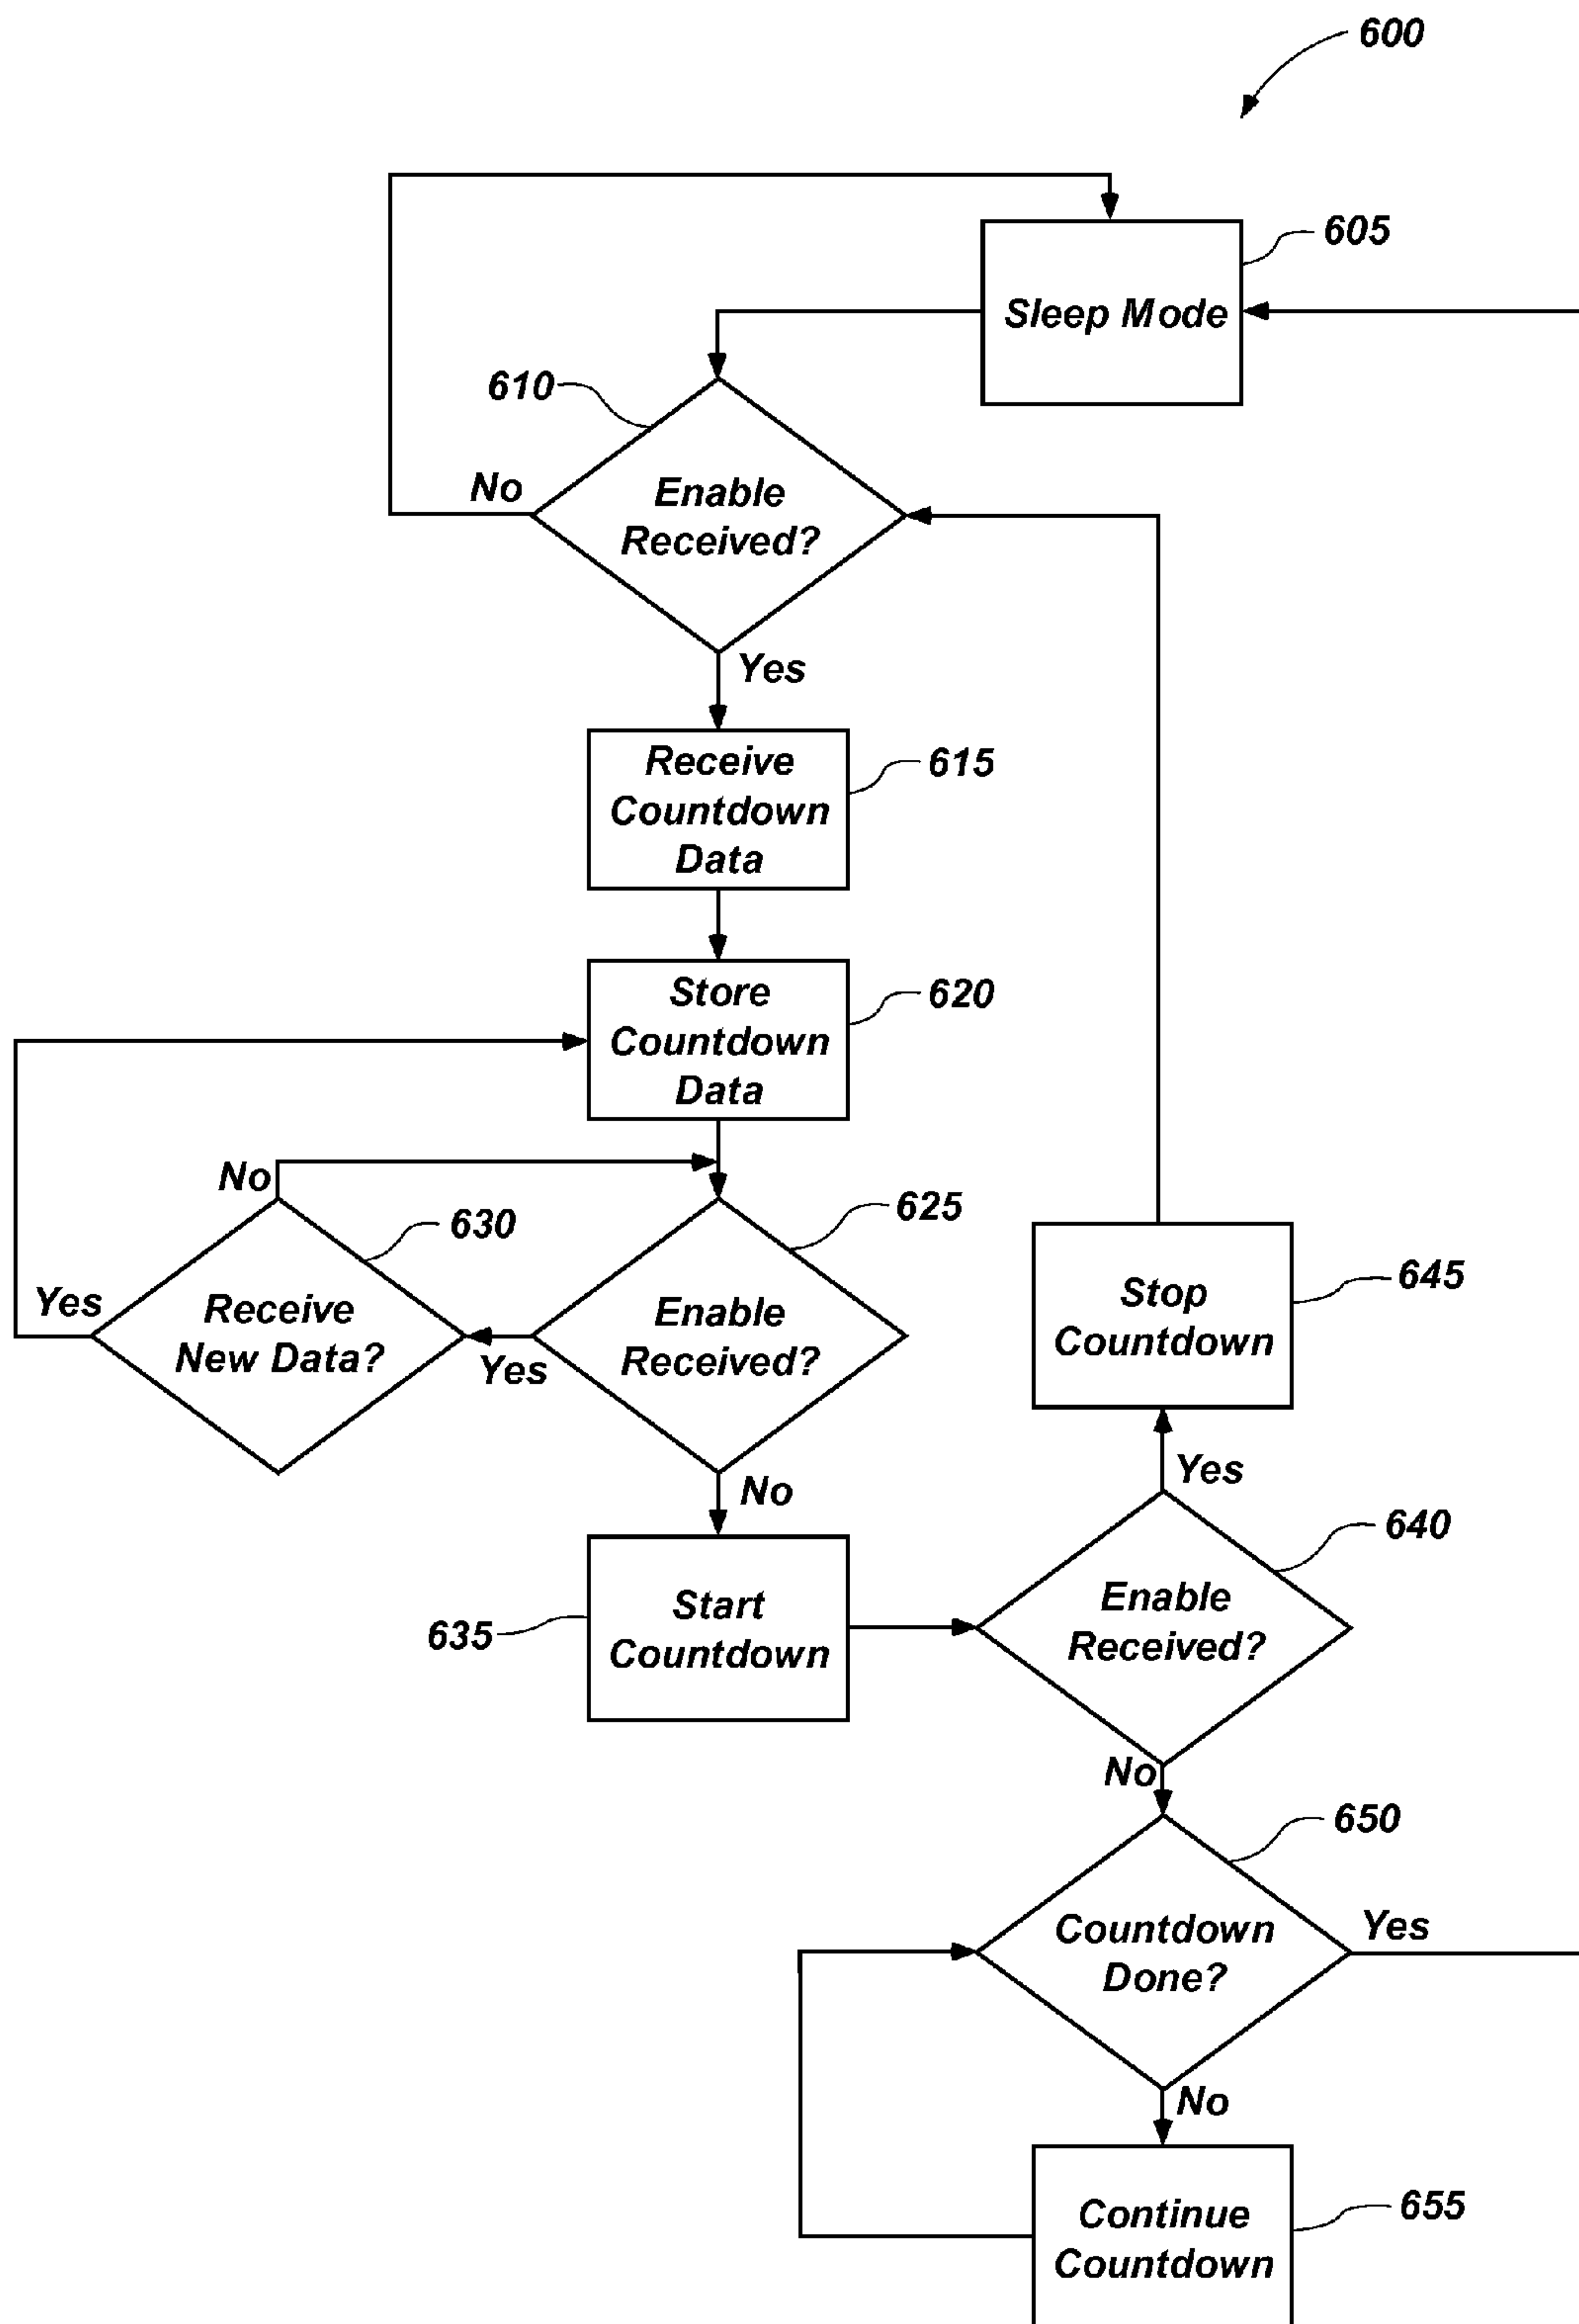 600
605
Sleep Mode
610
No
Enable
Received?
Yes
Receive
Countdown
Data
615
Store
Countdown
Data
620
No
630
625
Yes
Receive
New Data?
Yes
Enable
Received?
No
Stop
Countdown
645
Yes
640
635
Start
Countdown
Enable
Received?
No
650
Countdown
Done?
Yes
No
Continue
Countdown
655